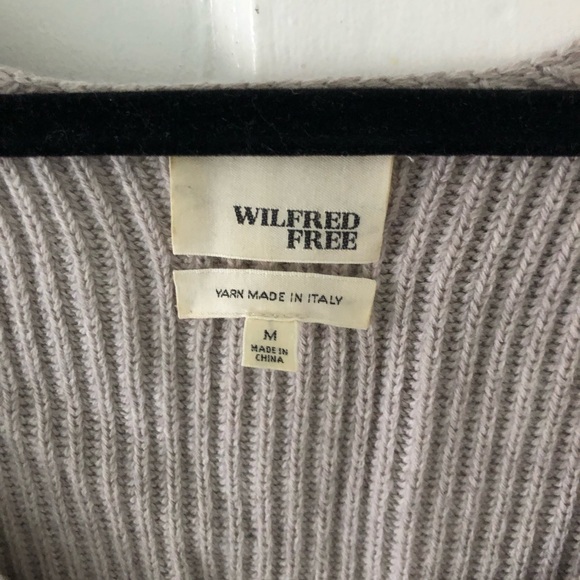 WILFRED
FREE
YARN MADE IN ITALY
M
MADE IN
CHINA